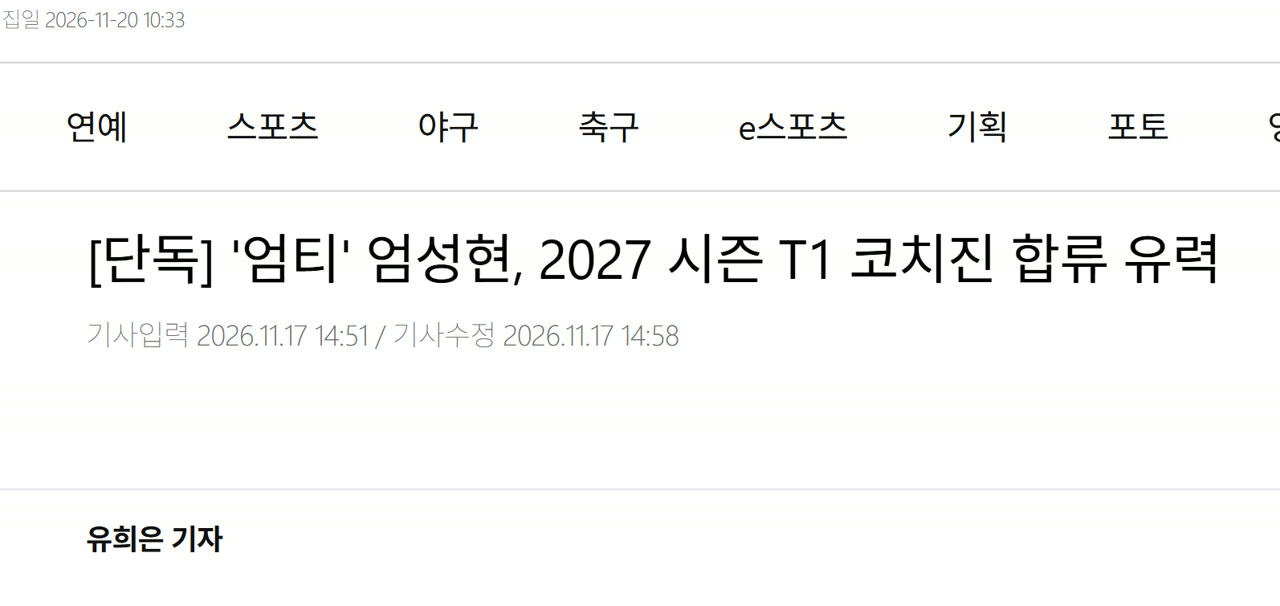 집일 2026-11-20 10:33
연예 스포츠 야구 축구 e스포츠 기획 포토
[단독] '엄티' 엄성현, 2027 시즌 T1 코치진 합류 유력
기사입력 2026.11.17 14:51 / 기사수정 2026.11.17 14:58
유희은 기자